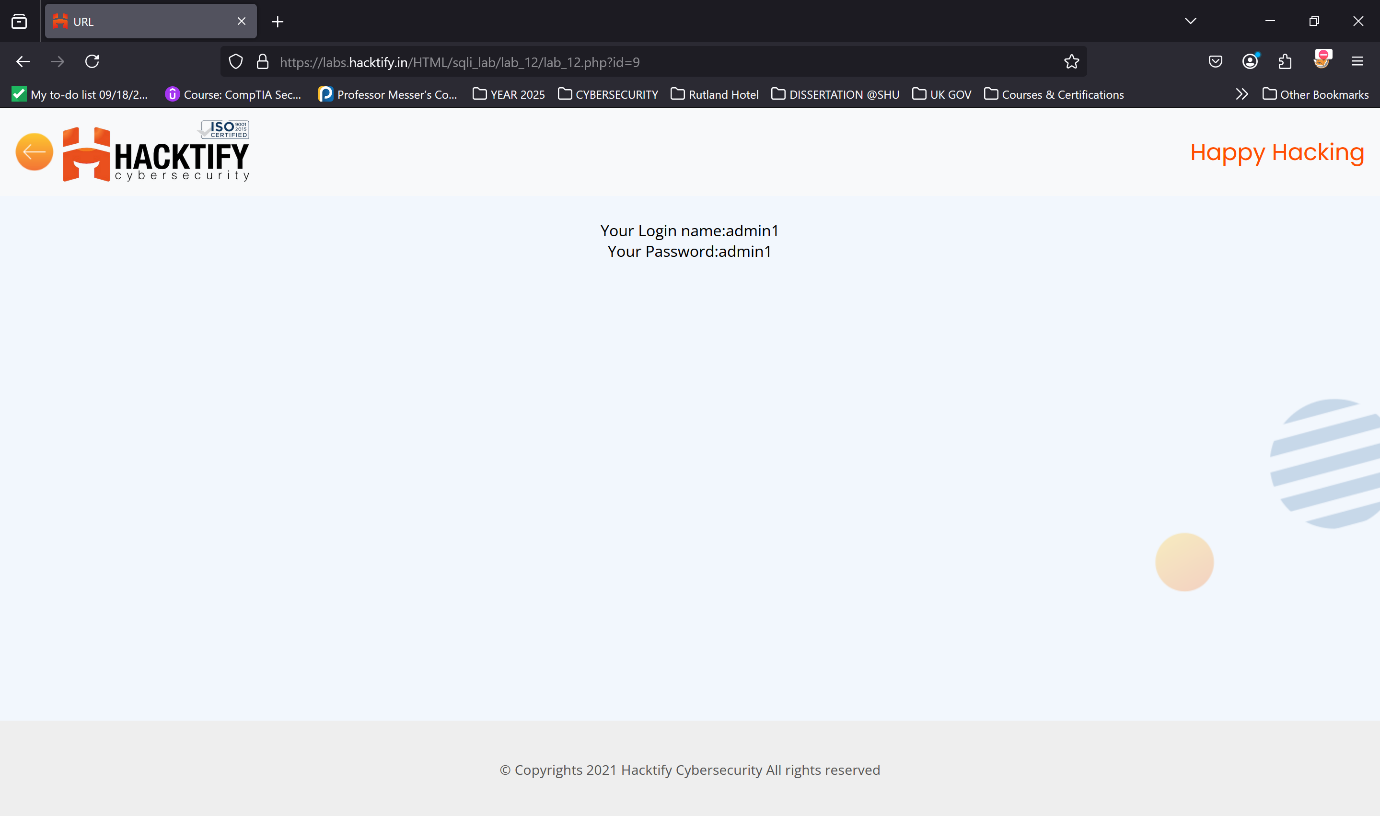 URL
https://labs.hacktify.in/HTML/sqli_lab/lab_12/lab_12.php?id=9
My to-do list 09/18/2... Course: CompTIA Sec... Professor Messer's Co... YEAR 2025 CYBERSECURITY Rutland Hotel DISSERTATION @SHU UK GOV Courses & Certifications Other Bookmarks
ISO 9001 2015
CERTIFIED
HACKTIFY
cybersecurity
Happy Hacking
Your Login name:admin1
Your Password:admin1
© Copyrights 2021 Hacktify Cybersecurity All rights reserved